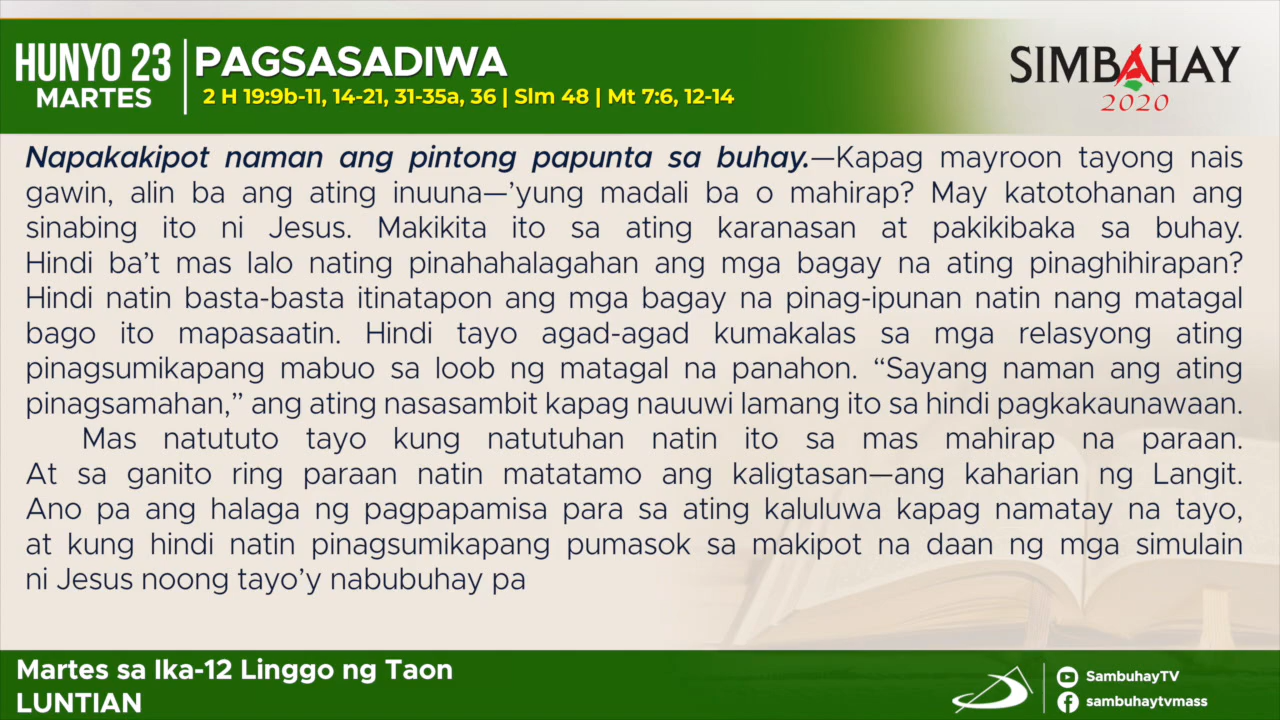 HUNYO 23
MARTES
PAGSASADIWA
2 H 19:9b-11, 14-21, 31-35a, 36 | Slm 48 | Mt 7:6, 12-14
SIMBAHAY
2020
Napakakipot naman ang pintong papunta sa buhay.—Kapag mayroon tayong nais
gawin, alin ba ang ating inuuna—’yung madali ba o mahirap? May katotohanan ang
sinabing ito ni Jesus. Makikita ito sa ating karanasan at pakikibaka sa buhay.
Hindi ba’t mas lalo nating pinahahalagahan ang mga bagay na ating pinaghihirapan?
Hindi natin basta-basta itinatapon ang mga bagay na pinag-ipunan natin nang matagal
bago ito mapasaatin. Hindi tayo agad-agad kumakalas sa mga relasyong ating
pinagsumikapang mabuo sa loob ng matagal na panahon. “Sayang naman ang ating
pinagsamahan,” ang ating nasasambit kapag nauuwi lamang ito sa hindi pagkakaunawaan.
Mas natututo tayo kung natutuhan natin ito sa mas mahirap na paraan.
At sa ganito ring paraan natin matatamo ang kaligtasan—ang kaharian ng Langit.
Ano pa ang halaga ng pagpapamisa para sa ating kaluluwa kapag namatay na tayo,
at kung hindi natin pinagsumikapang pumasok sa makipot na daan ng mga simulain
ni Jesus noong tayo’y nabubuhay pa
Martes sa Ika-12 Linggo ng Taon
LUNTIAN
SambuhayTV
sambuhaytvmass